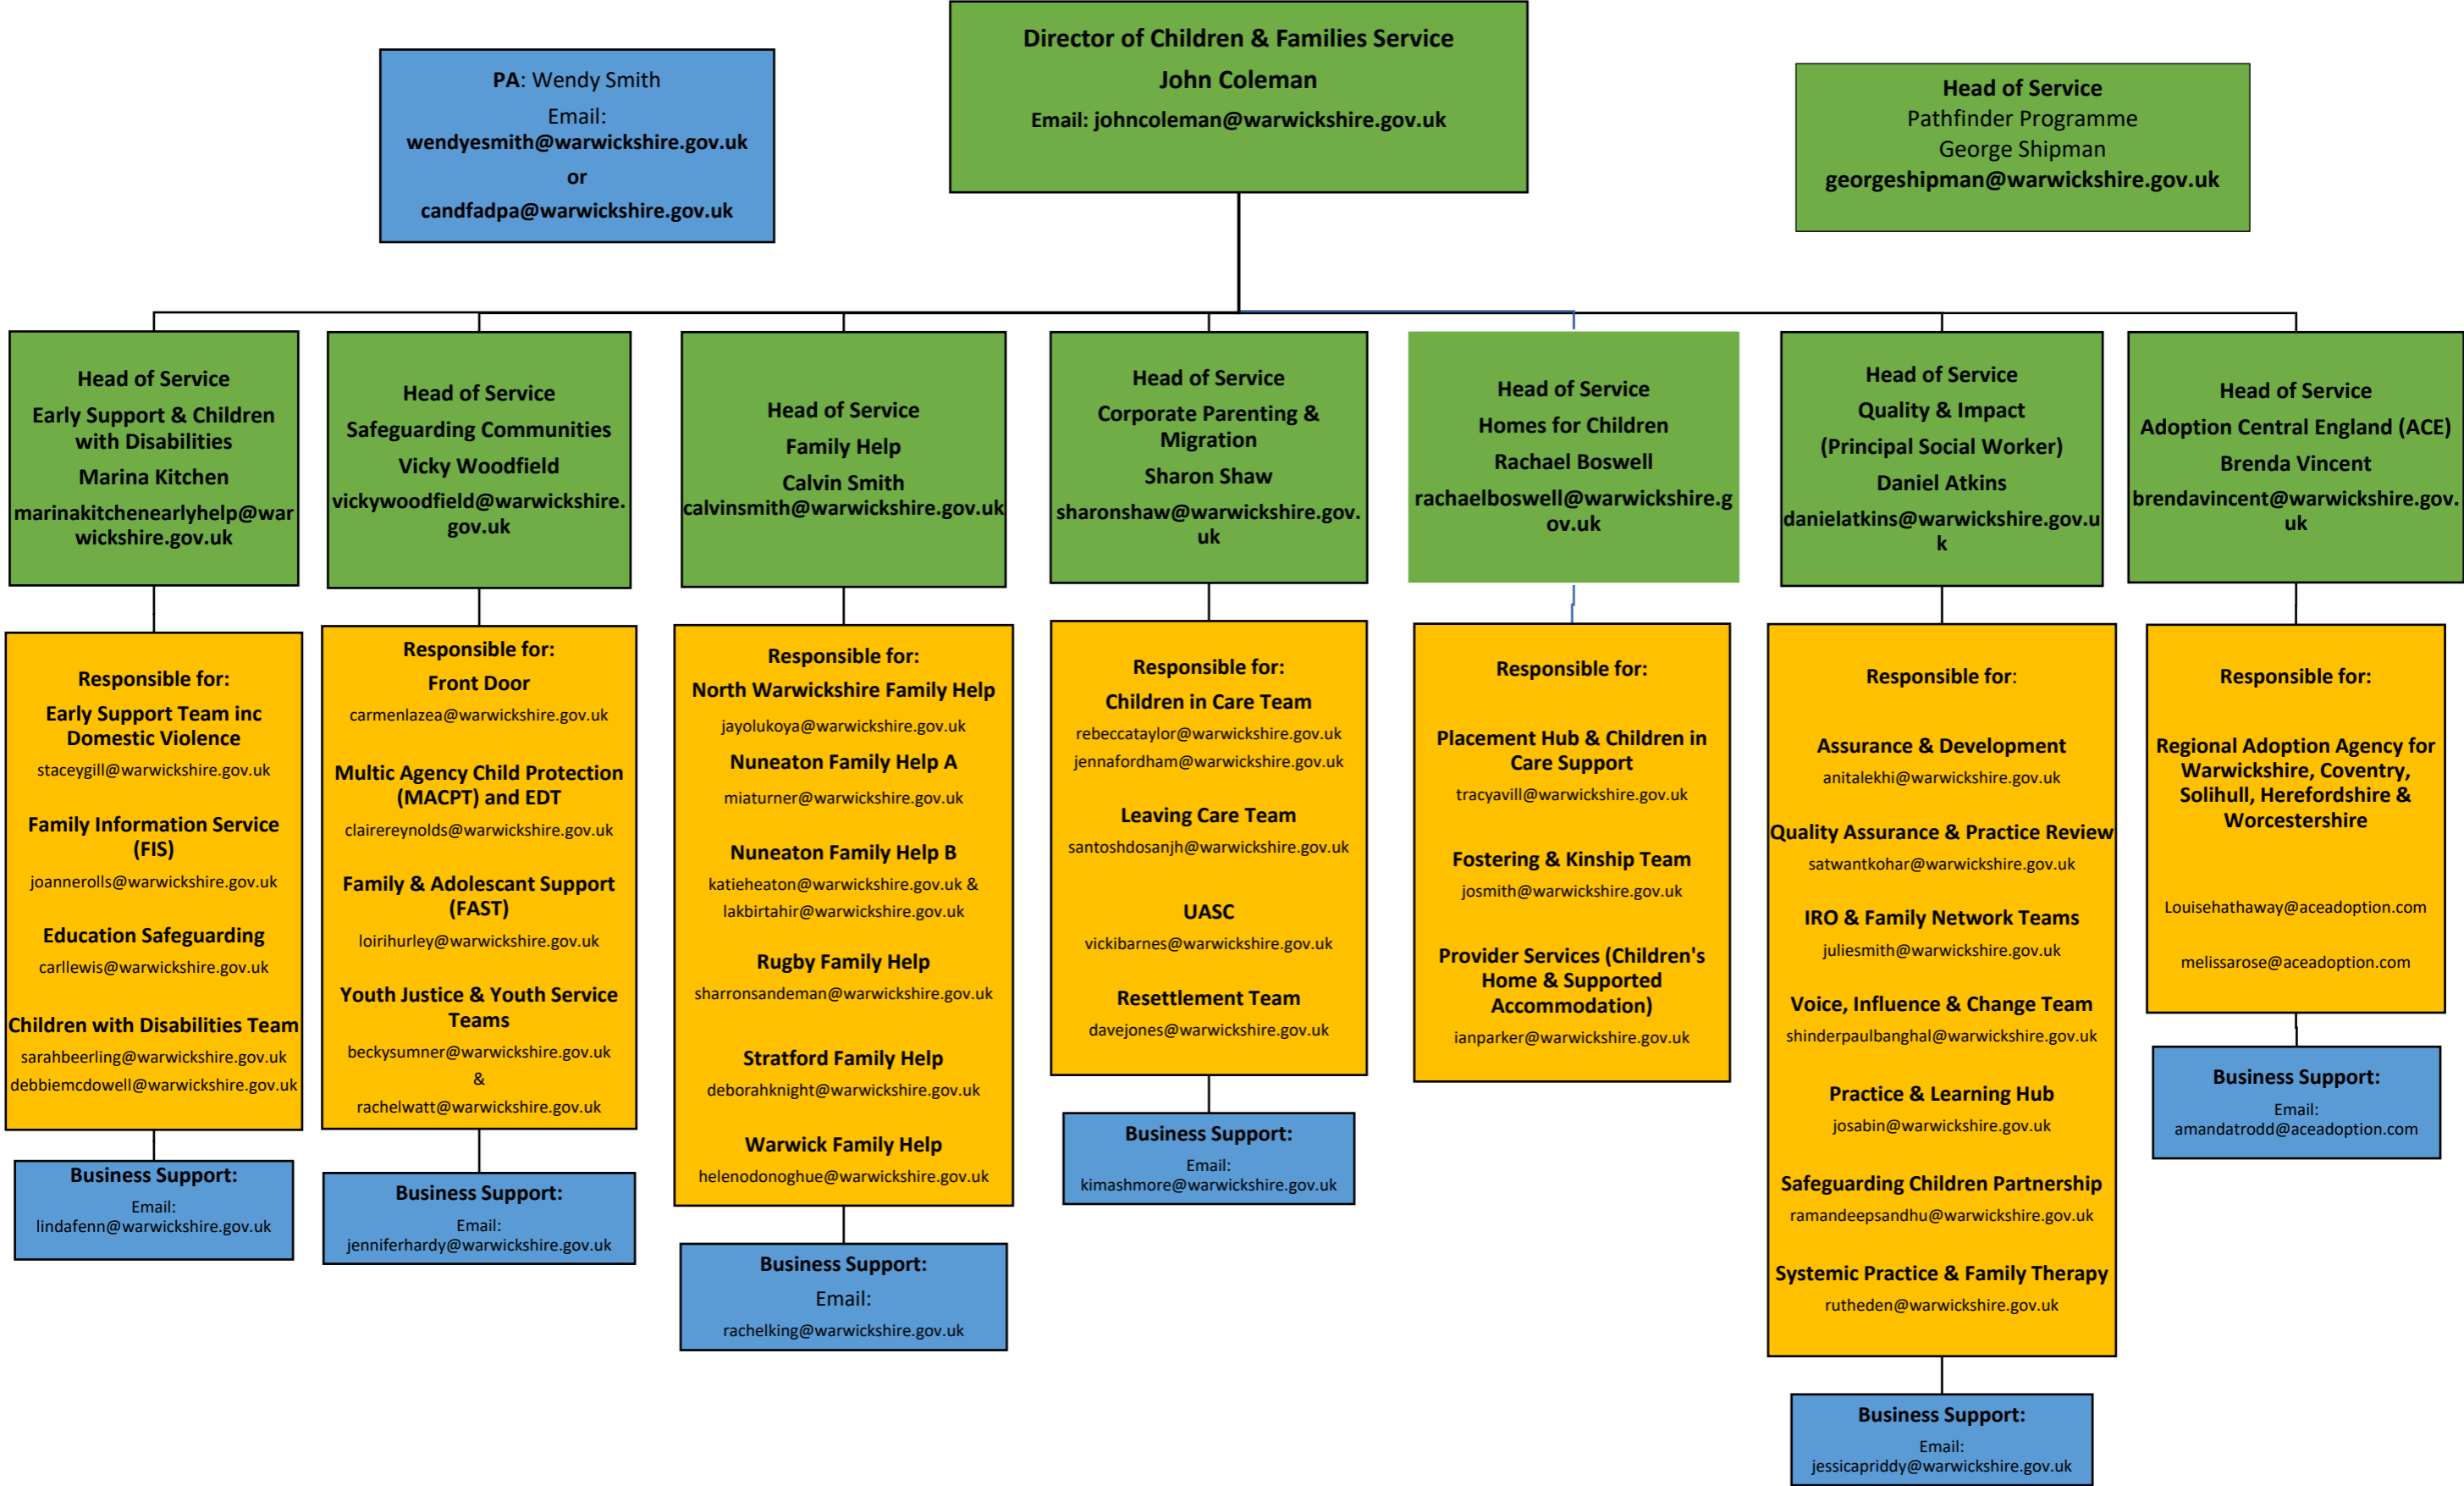 Director of Children & Families Service
John Coleman
Email: johncoleman@warwickshire.gov.uk
PA: Wendy Smith
Email:
wendyesmith@warwickshire.gov.uk
or
candfadpa@warwickshire.gov.uk
Head of Service
Pathfinder Programme
George Shipman
georgeshipman@warwickshire.gov.uk
Head of Service
Early Support & Children
with Disabilities
Marina Kitchen
marinakitchenearlyhelp@war
wickshire.gov.uk
Responsible for:
Early Support Team inc
Domestic Violence
staceygill@warwickshire.gov.uk
Family Information Service
(FIS)
joannerolls@warwickshire.gov.uk
Education Safeguarding
carllewis@warwickshire.gov.uk
Children with Disabilities Team
sarahbeerling@warwickshire.gov.uk
debbiemcdowell@warwickshire.gov.uk
Business Support:
Email:
lindafenn@warwickshire.gov.uk
Head of Service
Safeguarding Communities
Vicky Woodfield
vickywoodfield@warwickshire.
gov.uk
Responsible for:
Front Door
carmenlazea@warwickshire.gov.uk
Multic Agency Child Protection
(MACPT) and EDT
clairereynolds@warwickshire.gov.uk
Family & Adolescant Support
(FAST)
loirihurley@warwickshire.gov.uk
Youth Justice & Youth Service
Teams
beckysumner@warwickshire.gov.uk
&
rachelwatt@warwickshire.gov.uk
Business Support:
Email:
jenniferhardy@warwickshire.gov.uk
Head of Service
Family Help
Calvin Smith
calvinsmith@warwickshire.gov.uk
Responsible for:
North Warwickshire Family Help
jayolukoya@warwickshire.gov.uk
Nuneaton Family Help A
miaturner@warwickshire.gov.uk
Nuneaton Family Help B
katieheaton@warwickshire.gov.uk &
lakbirtahir@warwickshire.gov.uk
Rugby Family Help
sharronsandeman@warwickshire.gov.uk
Stratford Family Help
deborahknight@warwickshire.gov.uk
Warwick Family Help
helenodonoghue@warwickshire.gov.uk
Business Support:
Email:
rachelking@warwickshire.gov.uk
Head of Service
Corporate Parenting &
Migration
Sharon Shaw
sharonshaw@warwickshire.gov.
uk
Responsible for:
Children in Care Team
rebeccataylor@warwickshire.gov.uk
jennafordham@warwickshire.gov.uk
Leaving Care Team
santoshdosanjh@warwickshire.gov.uk
UASC
vickibarnes@warwickshire.gov.uk
Resettlement Team
davejones@warwickshire.gov.uk
Business Support:
Email:
kimashmore@warwickshire.gov.uk
Head of Service
Homes for Children
Rachael Boswell
rachaelboswell@warwickshire.g
ov.uk
Responsible for:
Placement Hub & Children in
Care Support
tracyavill@warwickshire.gov.uk
Fostering & Kinship Team
josmith@warwickshire.gov.uk
Provider Services (Children's
Home & Supported
Accommodation)
ianparker@warwickshire.gov.uk
Head of Service
Quality & Impact
(Principal Social Worker)
Daniel Atkins
danielatkins@warwickshire.gov.u
k
Responsible for:
Assurance & Development
anitalekhi@warwickshire.gov.uk
Quality Assurance & Practice Review
satwantkohar@warwickshire.gov.uk
IRO & Family Network Teams
juliesmith@warwickshire.gov.uk
Voice, Influence & Change Team
shinderpaulbanghal@warwickshire.gov.uk
Practice & Learning Hub
josabin@warwickshire.gov.uk
Safeguarding Children Partnership
ramandeepsandhu@warwickshire.gov.uk
Systemic Practice & Family Therapy
rutheden@warwickshire.gov.uk
Business Support:
Email:
jessicapriddy@warwickshire.gov.uk
Head of Service
Adoption Central England (ACE)
Brenda Vincent
brendavincent@warwickshire.gov.
uk
Responsible for:
Regional Adoption Agency for
Warwickshire, Coventry,
Solihull, Herefordshire &
Worcestershire
Louisehathaway@aceadoption.com
melissarose@aceadoption.com
Business Support:
Email:
amandatrodd@aceadoption.com